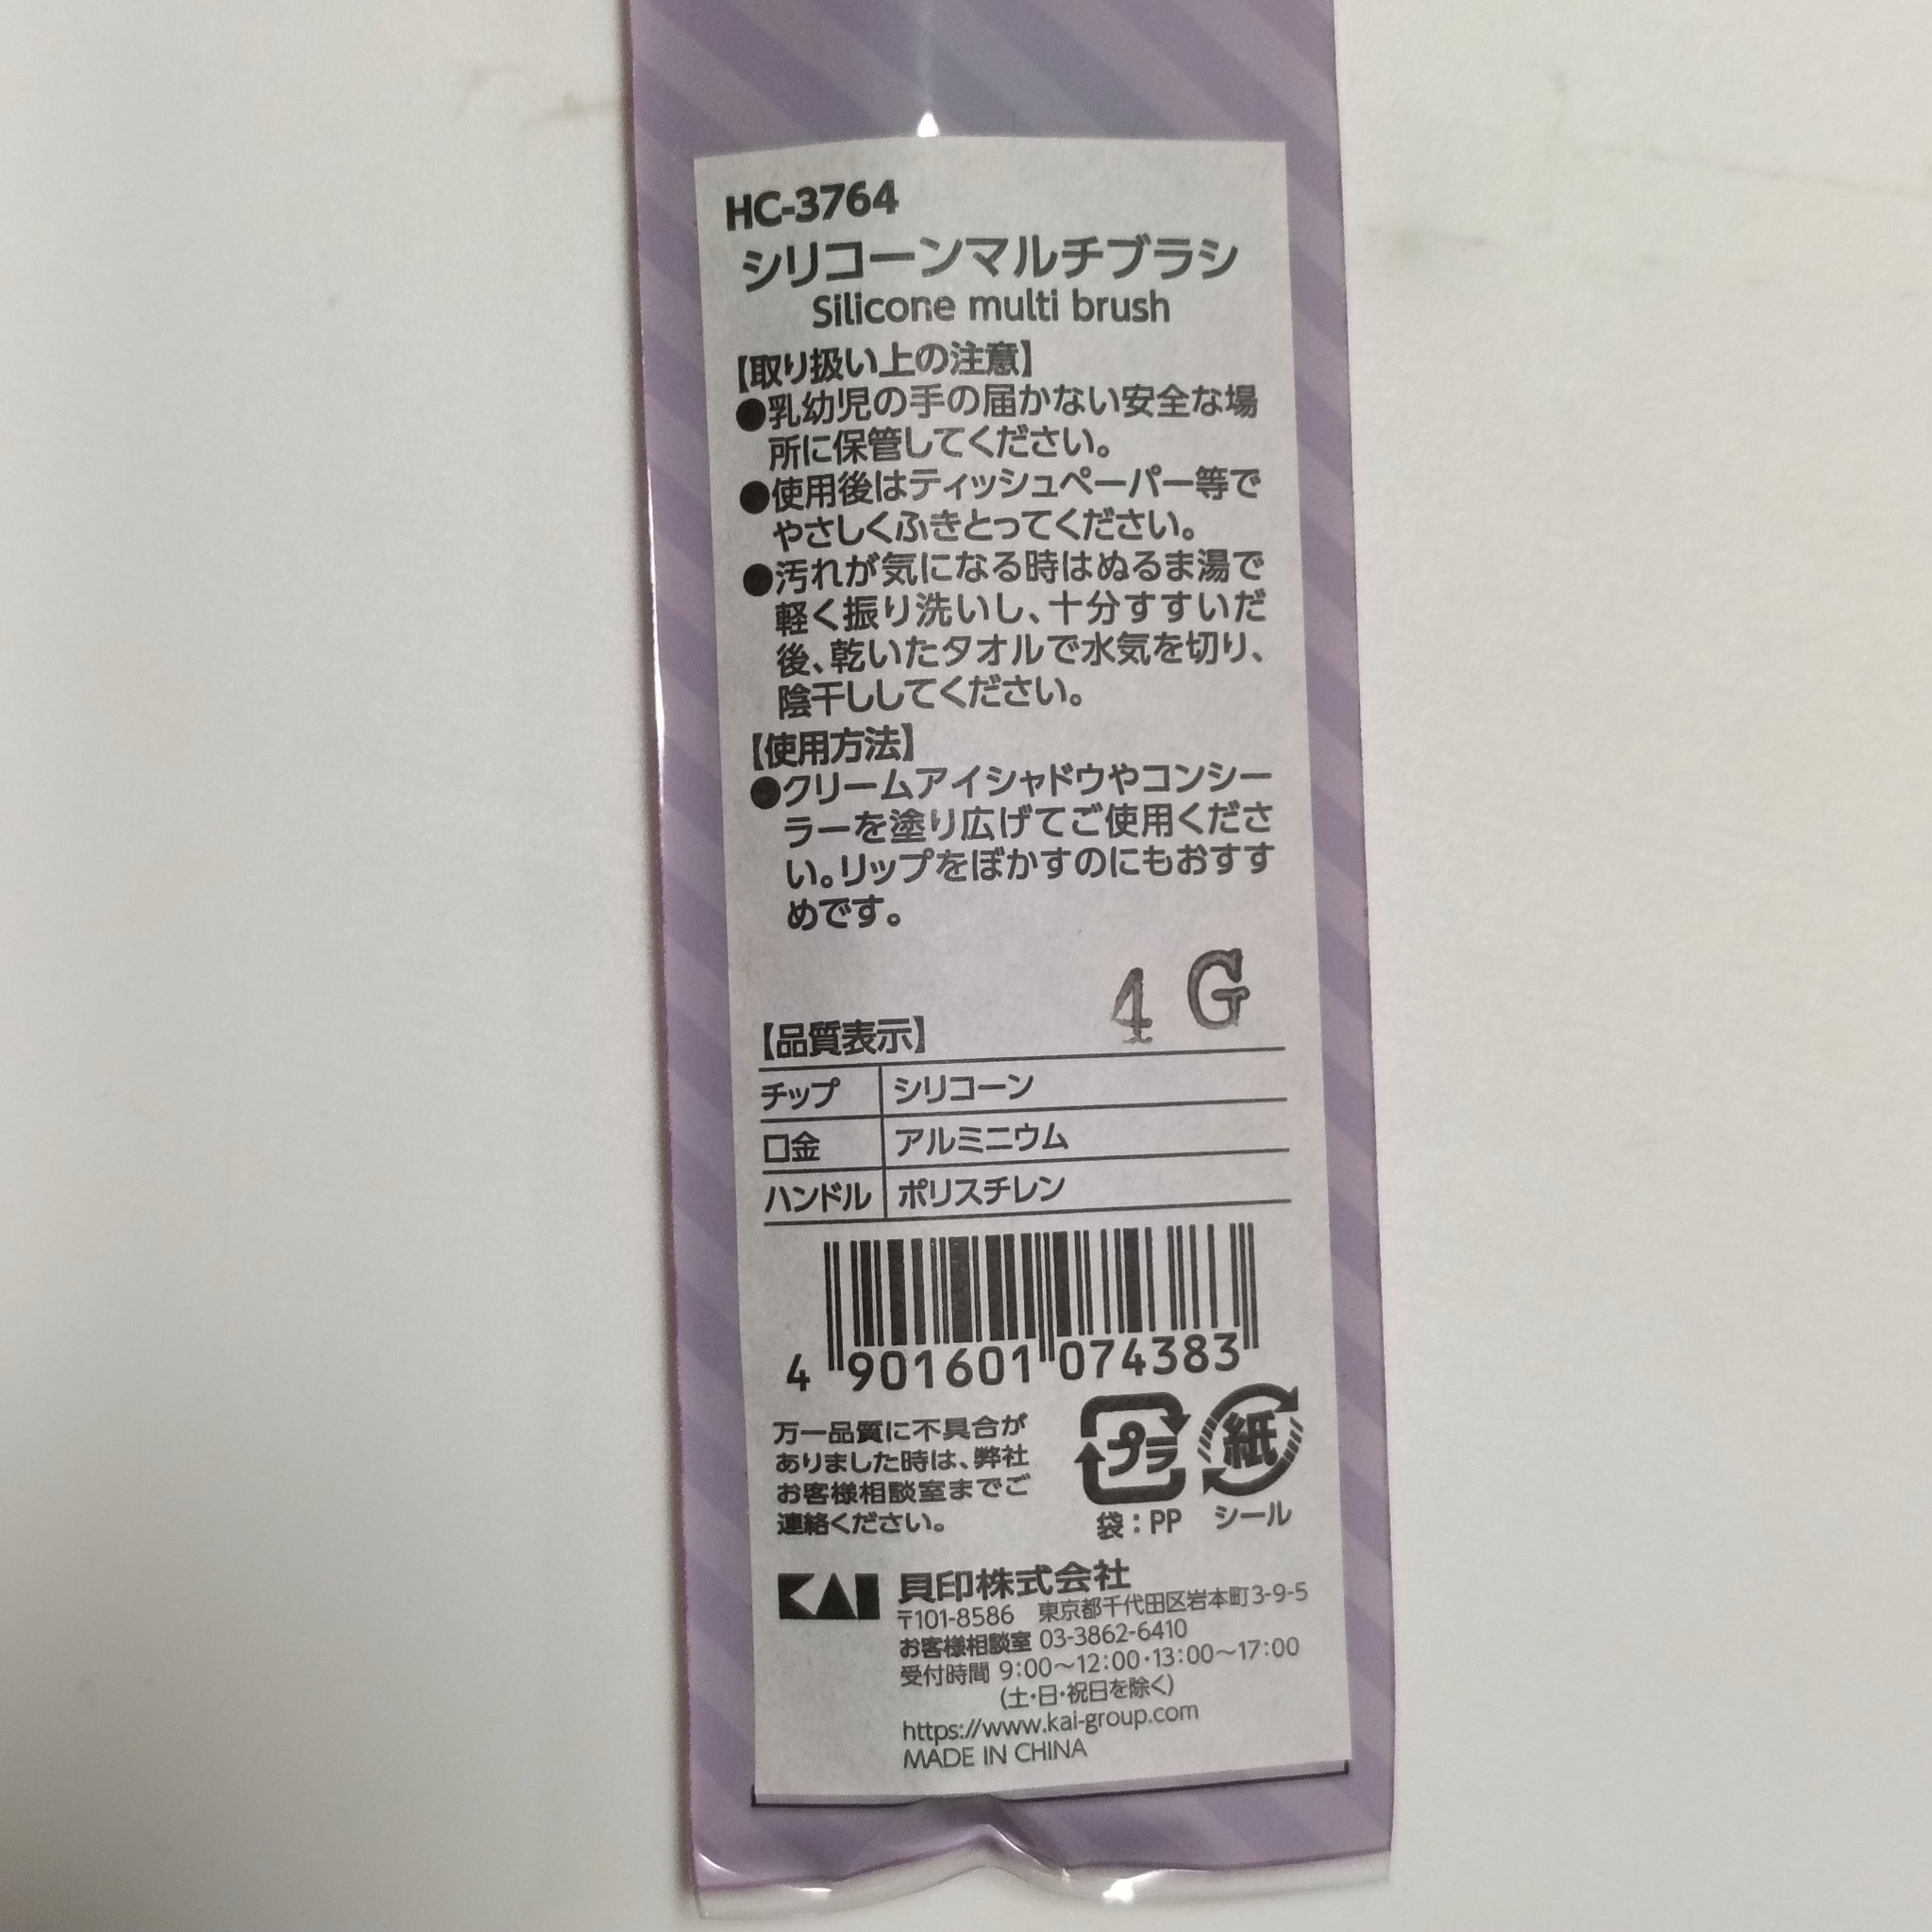 HC-3764
シリコーンマルチブラシ
Silicone multi brush
【取り扱い上の注意】
●乳幼児の手の届かない安全な場
所に保管してください。
●使用後はティッシュペーパー等で
やさしくふきとってください。
●汚れが気になる時はぬるま湯で
軽く振り洗いし、十分すすいだ
後、乾いたタオルで水気を切り、
陰干ししてください。
【使用方法】
●クリームアイシャドウやコンシー
ラーを塗り広げてご使用くださ
い。リップをぼかすのにもおすす
めです。
4 G
【品質表示】
チップ シリコーン
口金 アルミニウム
ハンドル ポリスチレン
4 901601 074383
万一品質に不具合が
ありました時は、弊社
お客様相談室までご
連絡ください。
プラ 紙
袋：PP シール
KAI 貝印株式会社
〒101-8586 東京都千代田区岩本町3-9-5
お客様相談室 03-3862-6410
受付時間 9:00〜12:00・13:00〜17:00
(土・日・祝日を除く)
https://www.kai-group.com
MADE IN CHINA